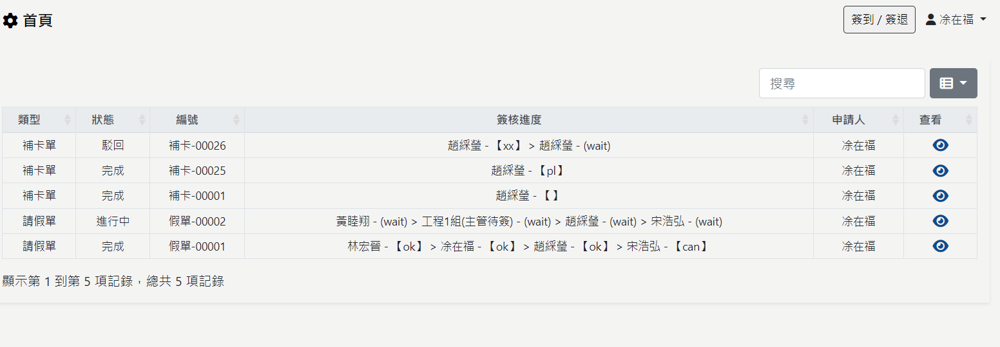 首頁
簽到 / 簽退 凃在福
搜尋
類型 狀態 編號 簽核進度 申請人 查看
補卡單 駁回 補卡-00026 趙綵瑩 - 【xx】 > 趙綵瑩 - (wait) 凃在福
補卡單 完成 補卡-00025 趙綵瑩 - 【pl】 凃在福
補卡單 完成 補卡-00001 趙綵瑩 - 【 】 凃在福
請假單 進行中 假單-00002 黃睦翔 - (wait) > 工程1組(主管待簽) - (wait) > 趙綵瑩 - (wait) > 宋浩弘 - (wait) 凃在福
請假單 完成 假單-00001 林宏晉 - 【ok】 > 凃在福 - 【ok】 > 趙綵瑩 - 【ok】 > 宋浩弘 - 【can】 凃在福
顯示第 1 到第 5 項記錄，總共 5 項記錄